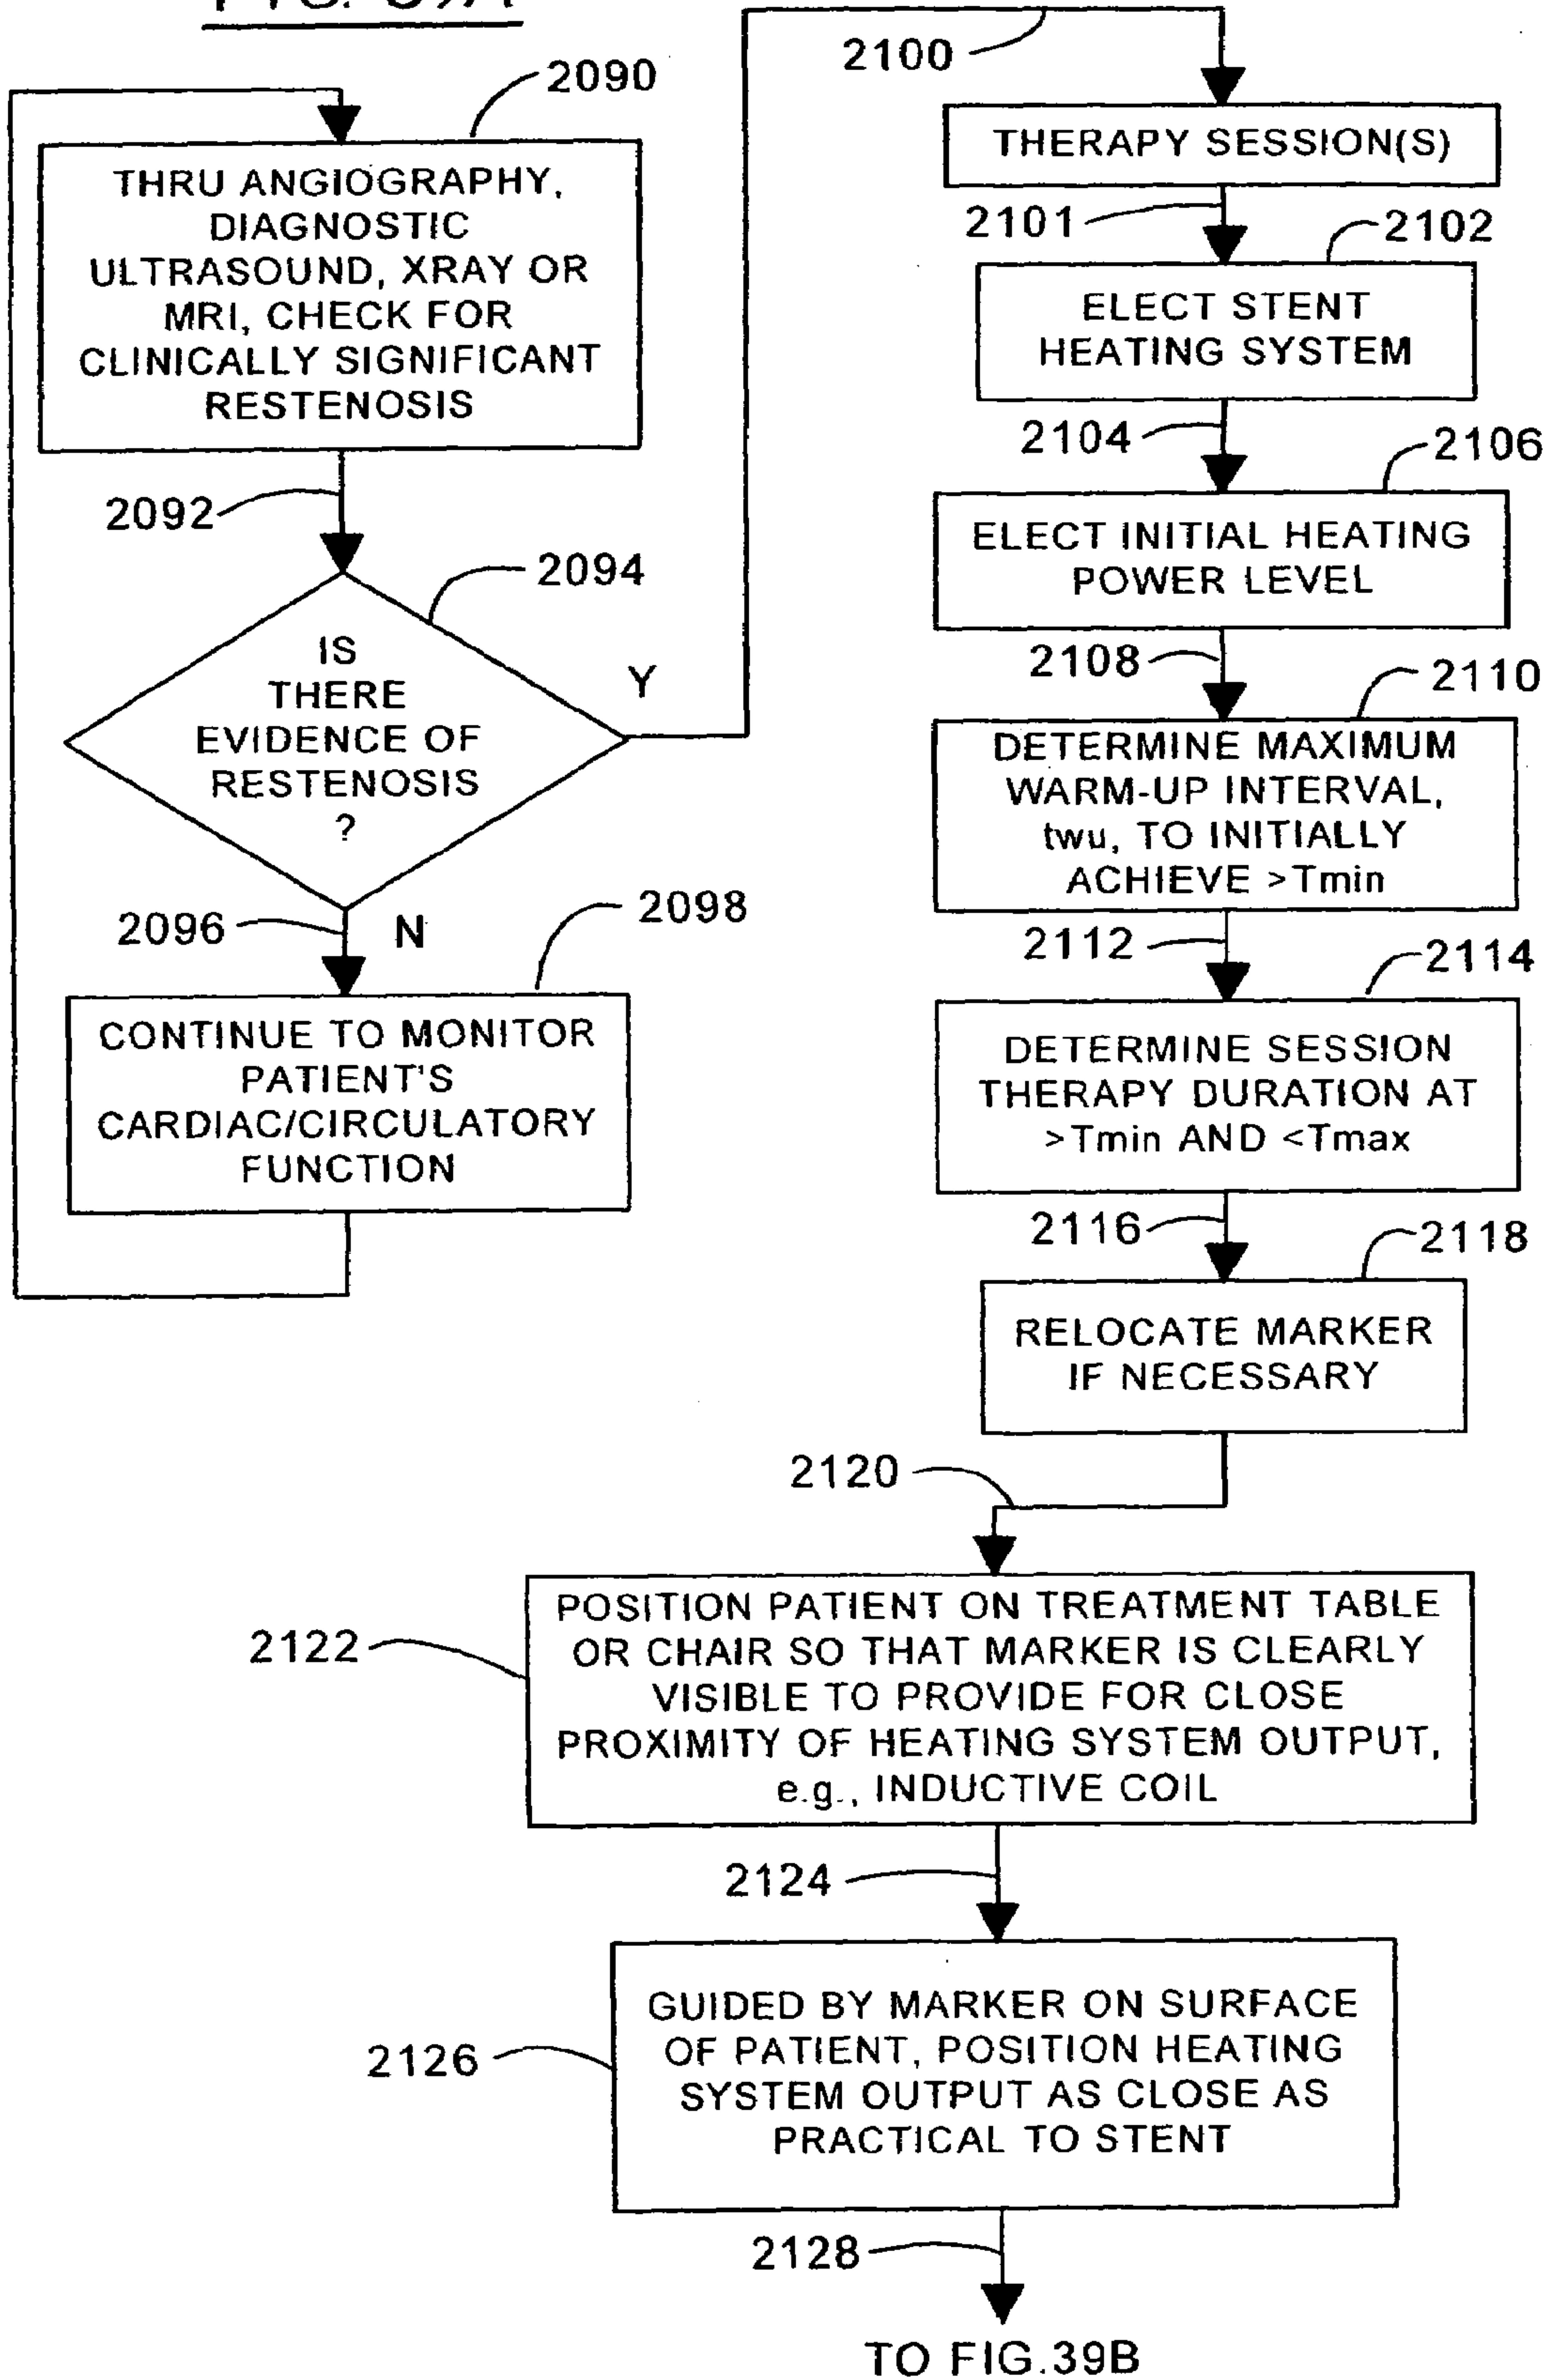 2090
THRU ANGIOGRAPHY,
DIAGNOSTIC
ULTRASOUND, XRAY OR
MRI, CHECK FOR
CLINICALLY SIGNIFICANT
RESTENOSIS
2092
2094
IS
THERE
EVIDENCE OF
RESTENOSIS
?
Y
2096
N
2098
CONTINUE TO MONITOR
PATIENT'S
CARDIAC/CIRCULATORY
FUNCTION
2100
THERAPY SESSION(S)
2101
2102
ELECT STENT
HEATING SYSTEM
2104
2106
ELECT INITIAL HEATING
POWER LEVEL
2108
2110
DETERMINE MAXIMUM
WARM-UP INTERVAL,
twu, TO INITIALLY
ACHIEVE >Tmin
2112
2114
DETERMINE SESSION
THERAPY DURATION AT
>Tmin AND <Tmax
2116
2118
RELOCATE MARKER
IF NECESSARY
2120
2122
POSITION PATIENT ON TREATMENT TABLE
OR CHAIR SO THAT MARKER IS CLEARLY
VISIBLE TO PROVIDE FOR CLOSE
PROXIMITY OF HEATING SYSTEM OUTPUT,
e.g., INDUCTIVE COIL
2124
2126
GUIDED BY MARKER ON SURFACE
OF PATIENT, POSITION HEATING
SYSTEM OUTPUT AS CLOSE AS
PRACTICAL TO STENT
2128
TO FIG.39B